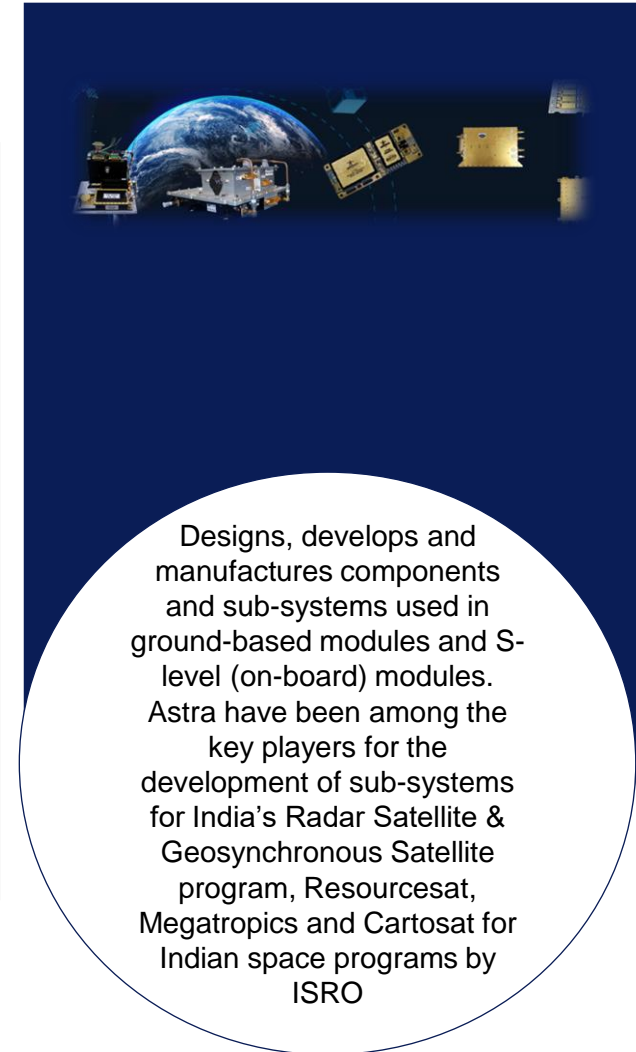 Designs, develops and
manufactures components
and sub-systems used in
ground-based modules and S-
level (on-board) modules.
Astra have been among the
key players for the
development of sub-systems
for India’s Radar Satellite &
Geosynchronous Satellite
program, Resourcesat,
Megatropics and Cartosat for
Indian space programs by
ISRO